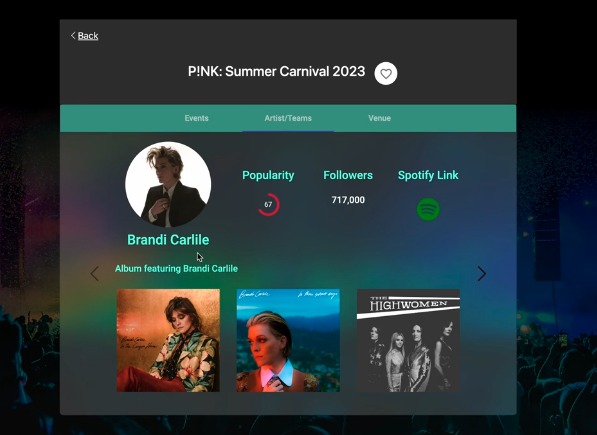 Back
P!NK: Summer Carnival 2023
Events
Artist/Teams
Venue
Popularity
Followers
Spotify Link
67
717,000
Brandi Carlile
Album featuring Brandi Carlile
Brandi Carlile
THE
HIGHWOMEN